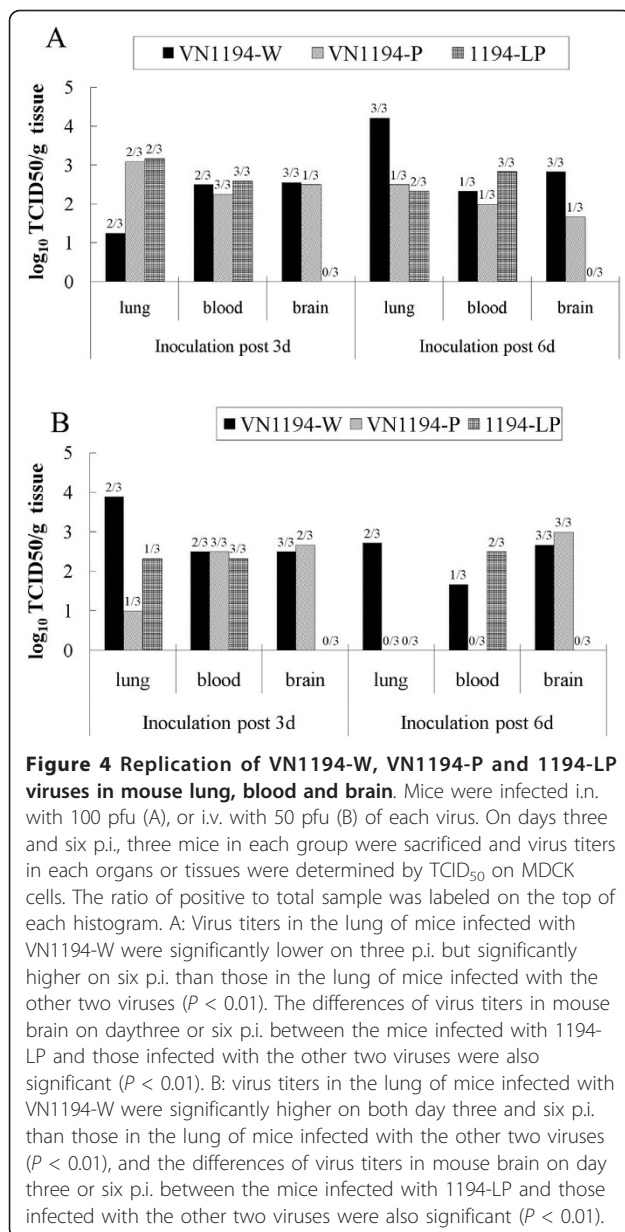 A
VN1194-W VN1194-P 1194-LP
log10 TCID50/g tissue
5
4
3
2
1
0
2/3 2/3 2/3 2/3 3/3 3/3 3/3 1/3 0/3 3/3 1/3 2/3 1/3 1/3 3/3 3/3 1/3 0/3
lung blood brain lung blood brain
Inoculation post 3d Inoculation post 6d
B
VN1194-W VN1194-P 1194-LP
log10 TCID50/g tissue
5
4
3
2
1
0
2/3 1/3 1/3 2/3 3/3 3/3 3/3 2/3 0/3 2/3 0/3 0/3 1/3 0/3 2/3 3/3 3/3 0/3
lung blood brain lung blood brain
Inoculation post 3d Inoculation post 6d
Figure 4 Replication of VN1194-W, VN1194-P and 1194-LP
viruses in mouse lung, blood and brain. Mice were infected i.n.
with 100 pfu (A), or i.v. with 50 pfu (B) of each virus. On days three
and six p.i., three mice in each group were sacrificed and virus titers
in each organs or tissues were determined by TCID50 on MDCK
cells. The ratio of positive to total sample was labeled on the top of
each histogram. A: Virus titers in the lung of mice infected with
VN1194-W were significantly lower on three p.i. but significantly
higher on six p.i. than those in the lung of mice infected with the
other two viruses (P < 0.01). The differences of virus titers in mouse
brain on daythree or six p.i. between the mice infected with 1194-
LP and those infected with the other two viruses were also
significant (P < 0.01). B: virus titers in the lung of mice infected with
VN1194-W were significantly higher on both day three and six p.i.
than those in the lung of mice infected with the other two viruses
(P < 0.01), and the differences of virus titers in mouse brain on day
three or six p.i. between the mice infected with 1194-LP and those
infected with the other two viruses were also significant (P < 0.01).